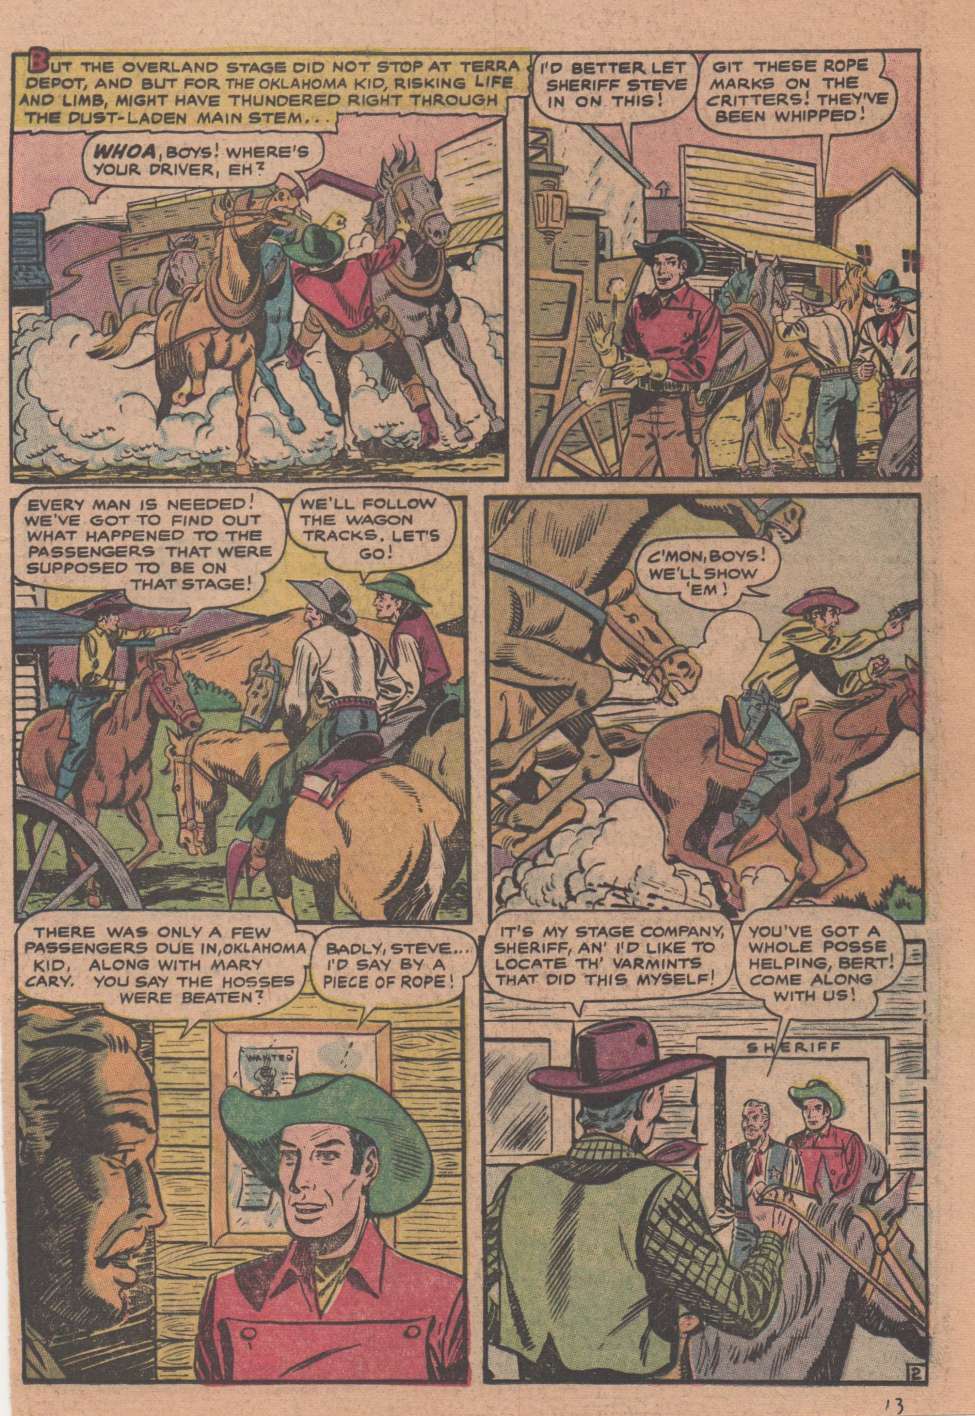 BUT THE OVERLAND STAGE DID NOT STOP AT TERRA
DEPOT, AND BUT FOR THE OKLAHOMA KID, RISKING LIFE
AND LIMB, MIGHT HAVE THUNDERED RIGHT THROUGH
THE DUST-LADEN MAIN STEM...
WHOA, BOYS! WHERE'S
YOUR DRIVER, EH?
I'D BETTER LET
SHERIFF STEVE
IN ON THIS!
GIT THESE ROPE
MARKS ON THE
CRITTERS! THEY'VE
BEEN WHIPPED!
EVERY MAN IS NEEDED!
WE'VE GOT TO FIND OUT
WHAT HAPPENED TO THE
PASSENGERS THAT WERE
SUPPOSED TO BE ON
THAT STAGE!
WE'LL FOLLOW
THE WAGON
TRACKS. LET'S
GO!
C'MON, BOYS!
WE'LL SHOW
'EM!
THERE WAS ONLY A FEW
PASSENGERS DUE IN, OKLAHOMA
KID, ALONG WITH MARY
CARY. YOU SAY THE HOSSES
WERE BEATEN?
BADLY, STEVE...
I'D SAY BY A
PIECE OF ROPE!
WANTED
IT'S MY STAGE COMPANY,
SHERIFF, AN' I'D LIKE TO
LOCATE TH' VARMINTS
THAT DID THIS MYSELF!
YOU'VE GOT A
WHOLE POSSE
HELPING, BERT!
COME ALONG
WITH US!
SHERIFF
2
13